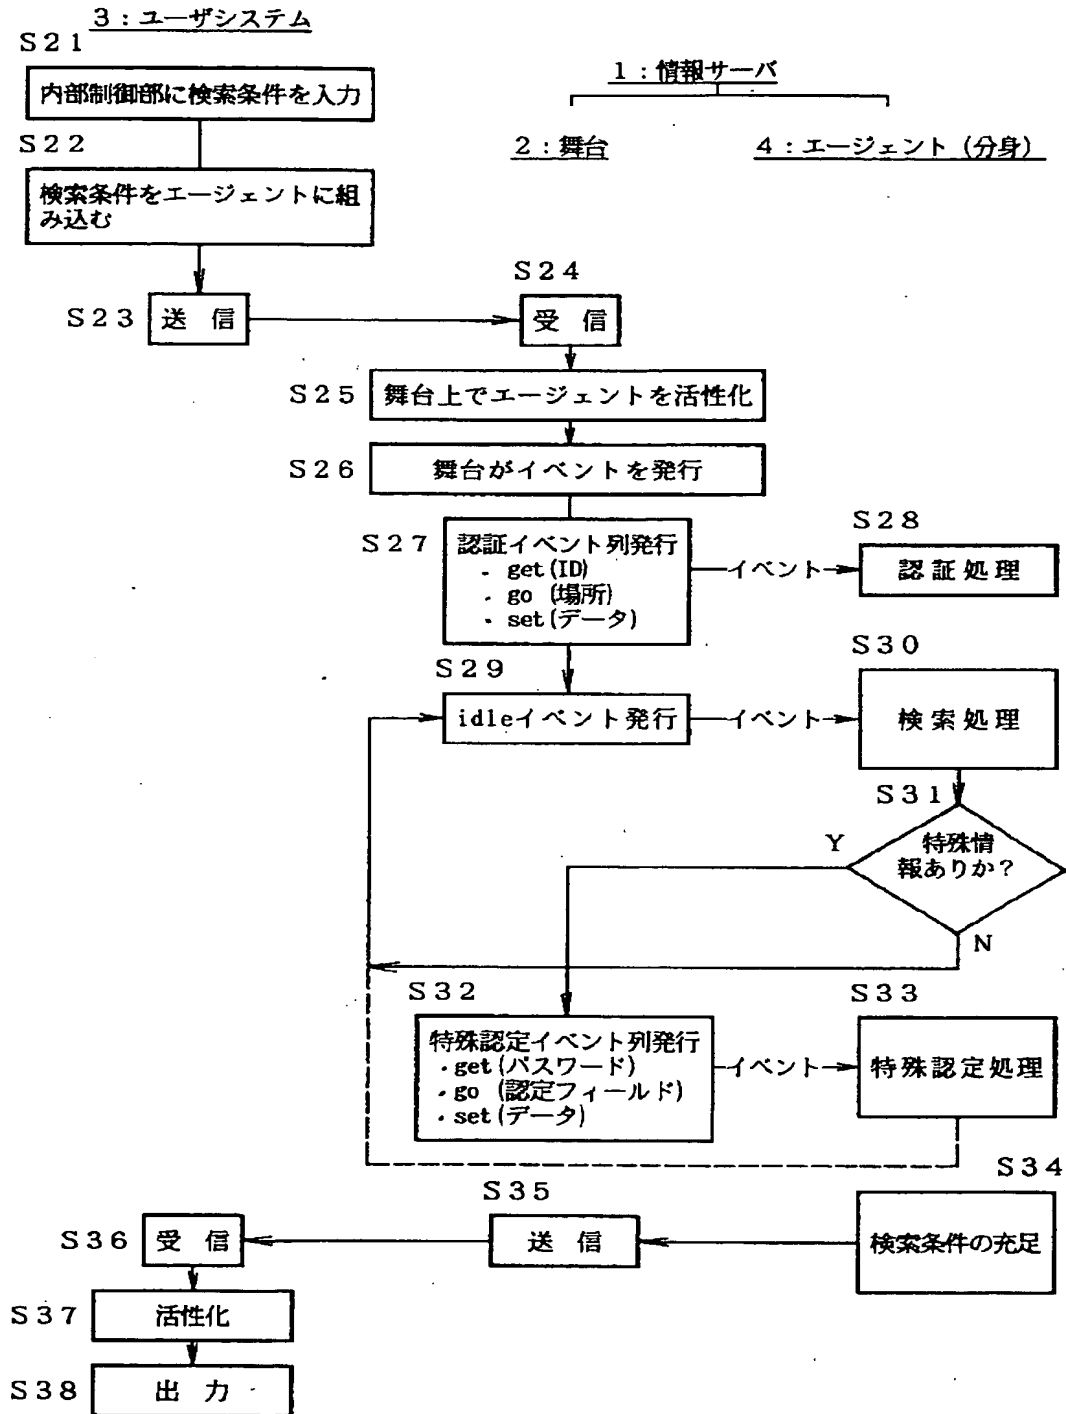 3：ユーザシステム
S21
内部制御部に検索条件を入力
1：情報サーバ
S22
2：舞台
4：エージェント（分身）
検索条件をエージェントに組
み込む
S23
送　信
S24
受　信
S25
舞台上でエージェントを活性化
S26
舞台がイベントを発行
S27
認証イベント列発行
．get(ID)
．go (場所)
．set(データ)
イベント
S28
認証処理
S29
idleイベント発行
イベント
S30
検索処理
S31
特殊情
報ありか？
Y
N
S32
特殊認定イベント列発行
．get(パスワード)
．go (認定フィールド)
．set(データ)
イベント
S33
特殊認定処理
S34
検索条件の充足
S35
送　信
S36
受　信
S37
活性化
S38
出　力